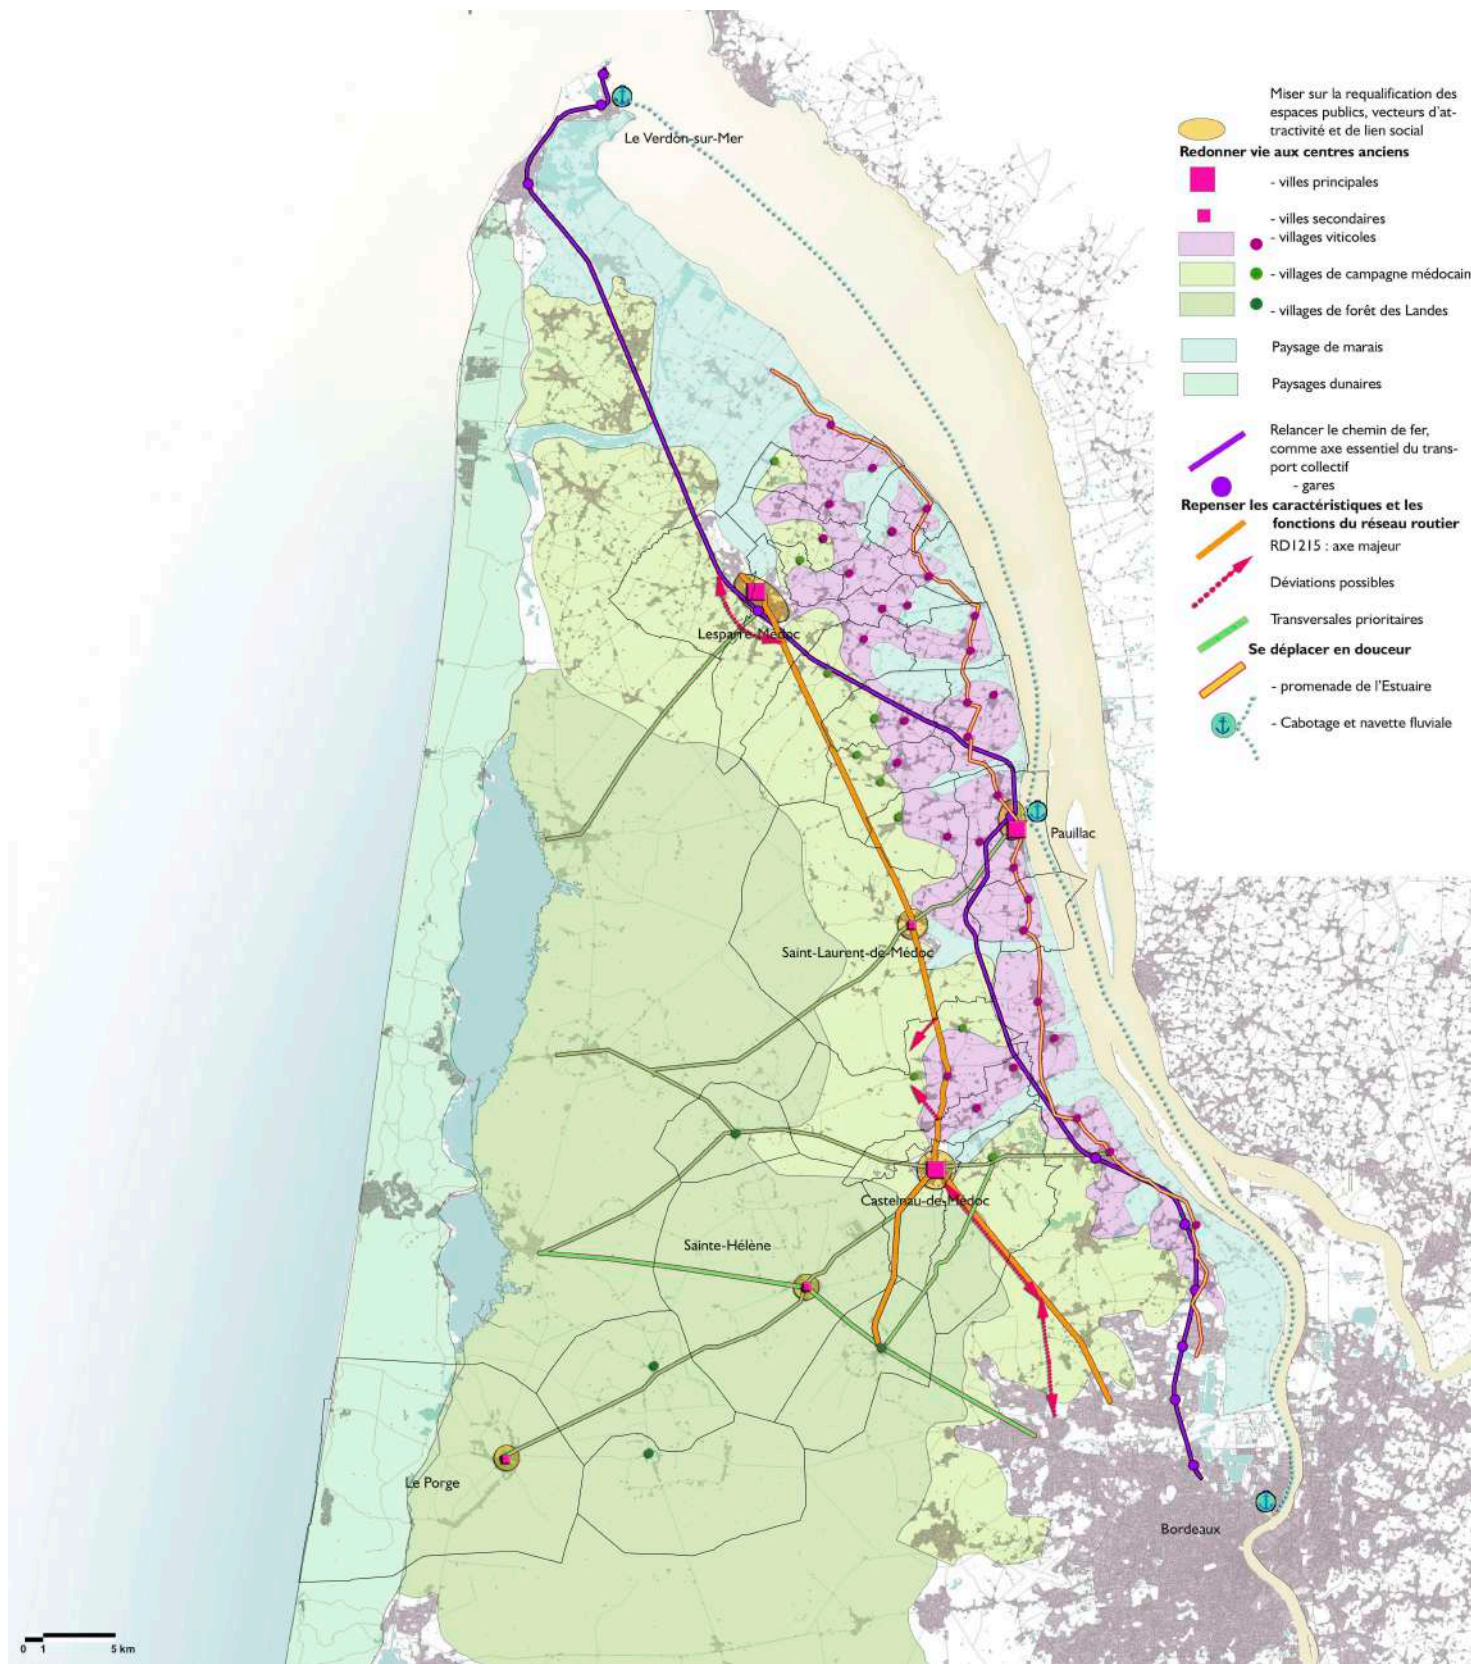 Miser sur la requalification des
espaces publics, vecteurs d'at-
tractivité et de lien social
Redonner vie aux centres anciens
- villes principales
- villes secondaires
- villages viticoles
- villages de campagne médocain
- villages de forêt des Landes
Paysage de marais
Paysages dunaires
Relancer le chemin de fer,
comme axe essentiel du trans-
port collectif
- gares
Repenser les caractéristiques et les
fonctions du réseau routier
RD1215 : axe majeur
Déviations possibles
Transversales prioritaires
Se déplacer en douceur
- promenade de l'Estuaire
- Cabotage et navette fluviale
Le Verdon-sur-Mer
Lesparre-Médoc
Pauillac
Saint-Laurent-de-Médoc
Castelnau-de-Médoc
Sainte-Hélène
Le Porge
Bordeaux
0 1 5 km